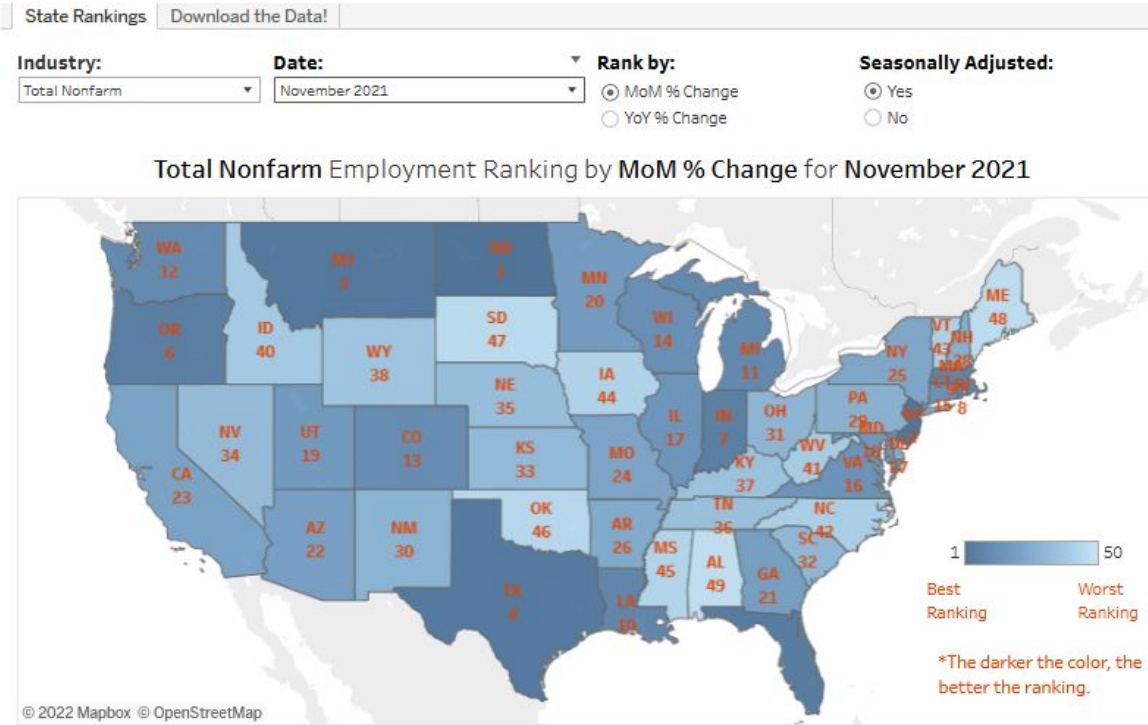 State Rankings
Download the Data!
Industry:
Total Nonfarm
Date:
November 2021
Rank by:
MoM % Change
YoY % Change
Seasonally Adjusted:
Yes
No
Total Nonfarm Employment Ranking by MoM % Change for November 2021
WA
12
MT
OR
6
ID
40
WY
38
SD
47
MN
20
WI
14
MI
11
ME
48
VT
43
NH
NY
25
NE
35
IA
44
IL
17
IN
7
OH
31
PA
MD
WV
41
VA
16
15
8
NV
34
UT
19
CO
13
KS
33
MO
24
KY
37
CA
23
AZ
22
NM
30
OK
46
AR
26
TN
36
NC
42
SC
32
MS
45
AL
49
GA
21
TX
4
LA
10
1
50
Best
Ranking
Worst
Ranking
*The darker the color, the
better the ranking.
© 2022 Mapbox © OpenStreetMap